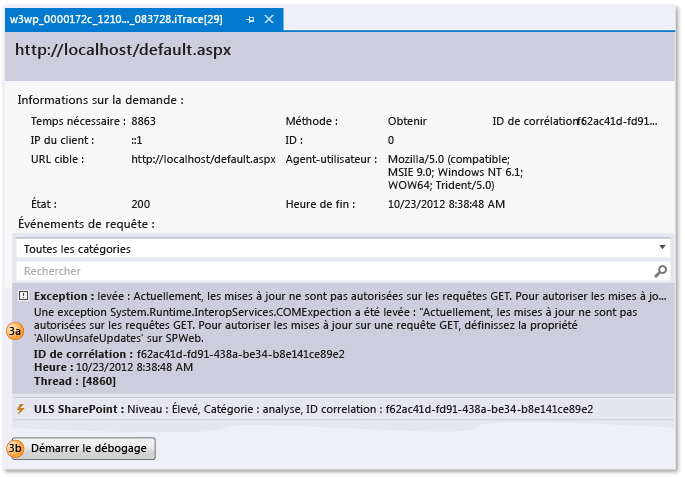 w3wp_0000172c_1210..._083728.iTrace[29]
http://localhost/default.aspx
Informations sur la demande :
Temps nécessaire : 8863 Méthode : Obtenir ID de corrélation f62ac41d-fd91...
IP du client : ::1 ID : 0
URL cible : http://localhost/default.aspx Agent-utilisateur : Mozilla/5.0 (compatible;
MSIE 9.0; Windows NT 6.1;
WOW64; Trident/5.0)
État : 200 Heure de fin : 10/23/2012 8:38:48 AM
Événements de requête :
Toutes les catégories
Rechercher
Exception : levée : Actuellement, les mises à jour ne sont pas autorisées sur les requêtes GET. Pour autoriser les mises à jo...
Une exception System.Runtime.InteropServices.COMExpection a été levée : "Actuellement, les mises à jour ne sont pas
3a autorisées sur les requêtes GET. Pour autoriser les mises à jour sur une requête GET, définissez la propriété
'AllowUnsafeUpdates' sur SPWeb.
ID de corrélation : f62ac41d-fd91-438a-be34-b8e141ce89e2
Heure : 10/23/2012 8:38:48 AM
Thread : [4860]
ULS SharePoint : Niveau : Élevé, Catégorie : analyse, ID correlation : f62ac41d-fd91-438a-be34-b8e141ce89e2
3b Démarrer le débogage